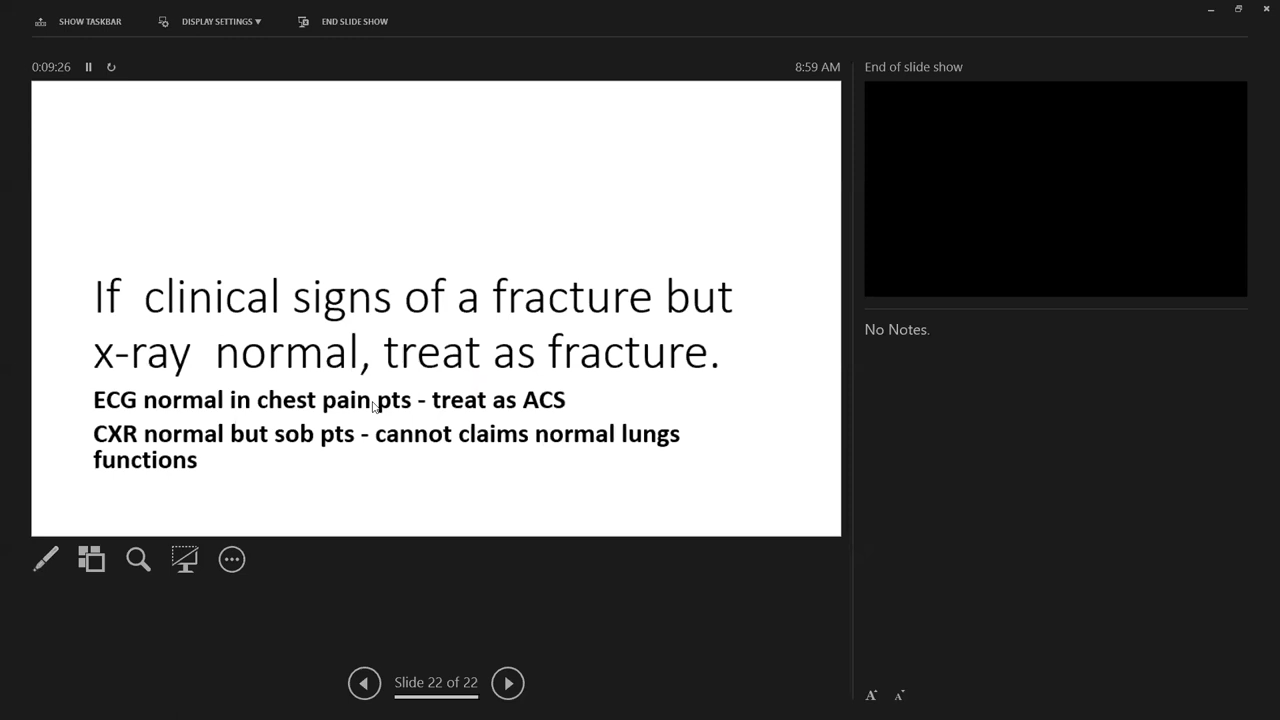 SHOW TASKBAR
DISPLAY SETTINGS ▼
END SLIDE SHOW
0:09:26
8:59 AM
End of slide show
If  clinical signs of a fracture but
x-ray  normal, treat as fracture.
ECG normal in chest pain pts - treat as ACS
CXR normal but sob pts - cannot claims normal lungs
functions
No Notes.
Slide 22 of 22
A A